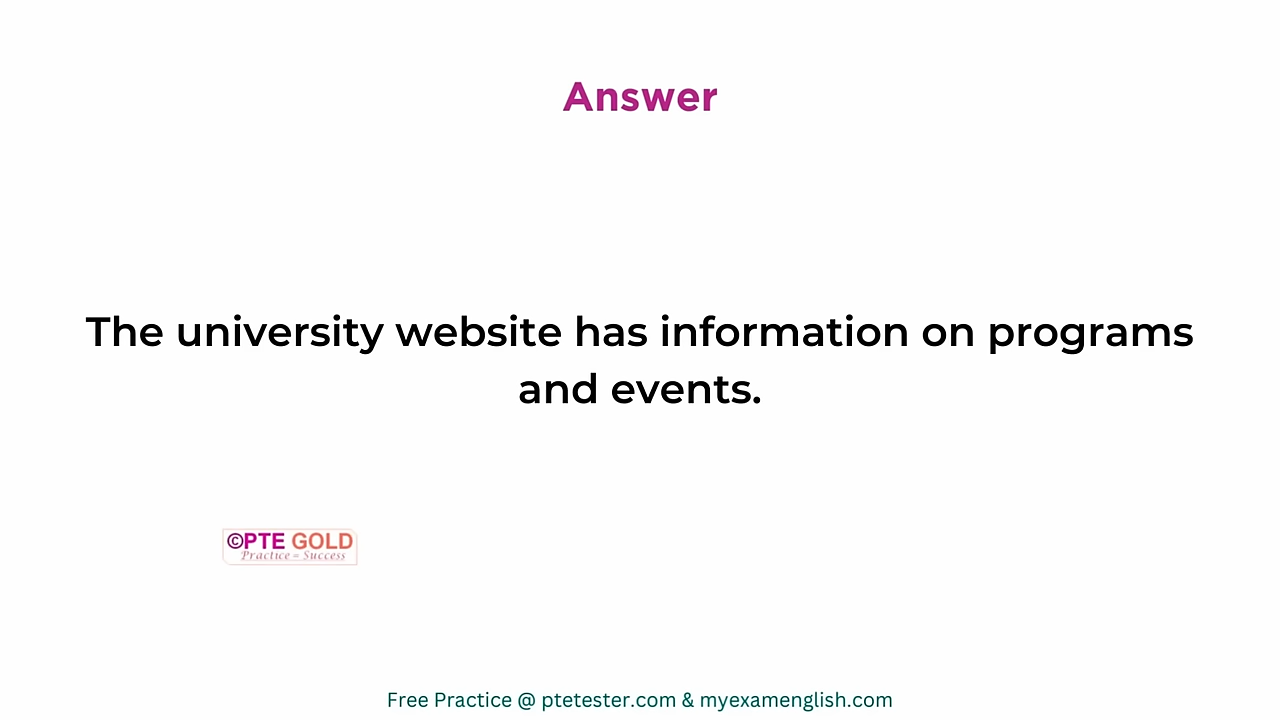 Answer
The university website has information on programs
and events.
©PTE GOLD
Practice = Success
Free Practice @ ptetester.com & myexamenglish.com